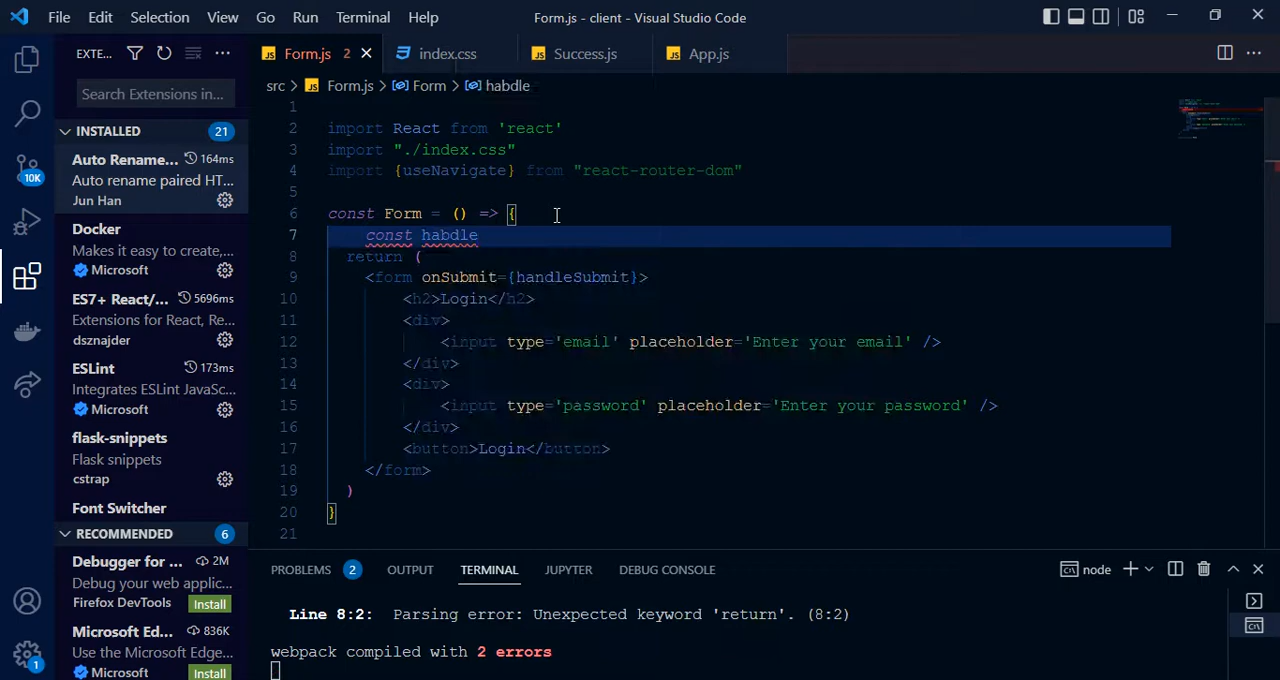 File Edit Selection View Go Run Terminal Help Form.js - client - Visual Studio Code
EXTE...
Search Extensions in...
INSTALLED 21
Auto Rename... 164ms
Auto rename paired HT...
Jun Han
Docker
Makes it easy to create,...
Microsoft
ES7+ React/... 5696ms
Extensions for React, Re...
dsznajder
ESLint 173ms
Integrates ESLint JavaSc...
Microsoft
flask-snippets
Flask snippets
cstrap
Font Switcher
RECOMMENDED 6
Debugger for ... 2M
Debug your web applic...
Firefox DevTools Install
Microsoft Ed... 836K
Use the Microsoft Edge...
Microsoft Install
10K
1
JS Form.js 2 index.css JS Success.js JS App.js
src > JS Form.js > Form > habdle
1
2 import React from 'react'
3 import "./index.css"
4 import {useNavigate} from "react-router-dom"
5
6 const Form = () => {
7 const habdle
8 return (
9 <form onSubmit={handleSubmit}>
10 <h2>Login</h2>
11 <div>
12 <input type='email' placeholder='Enter your email' />
13 </div>
14 <div>
15 <input type='password' placeholder='Enter your password' />
16 </div>
17 <button>Login</button>
18 </form>
19 )
20 }
21
PROBLEMS 2 OUTPUT TERMINAL JUPYTER DEBUG CONSOLE node
Line 8:2: Parsing error: Unexpected keyword 'return'. (8:2)
webpack compiled with 2 errors